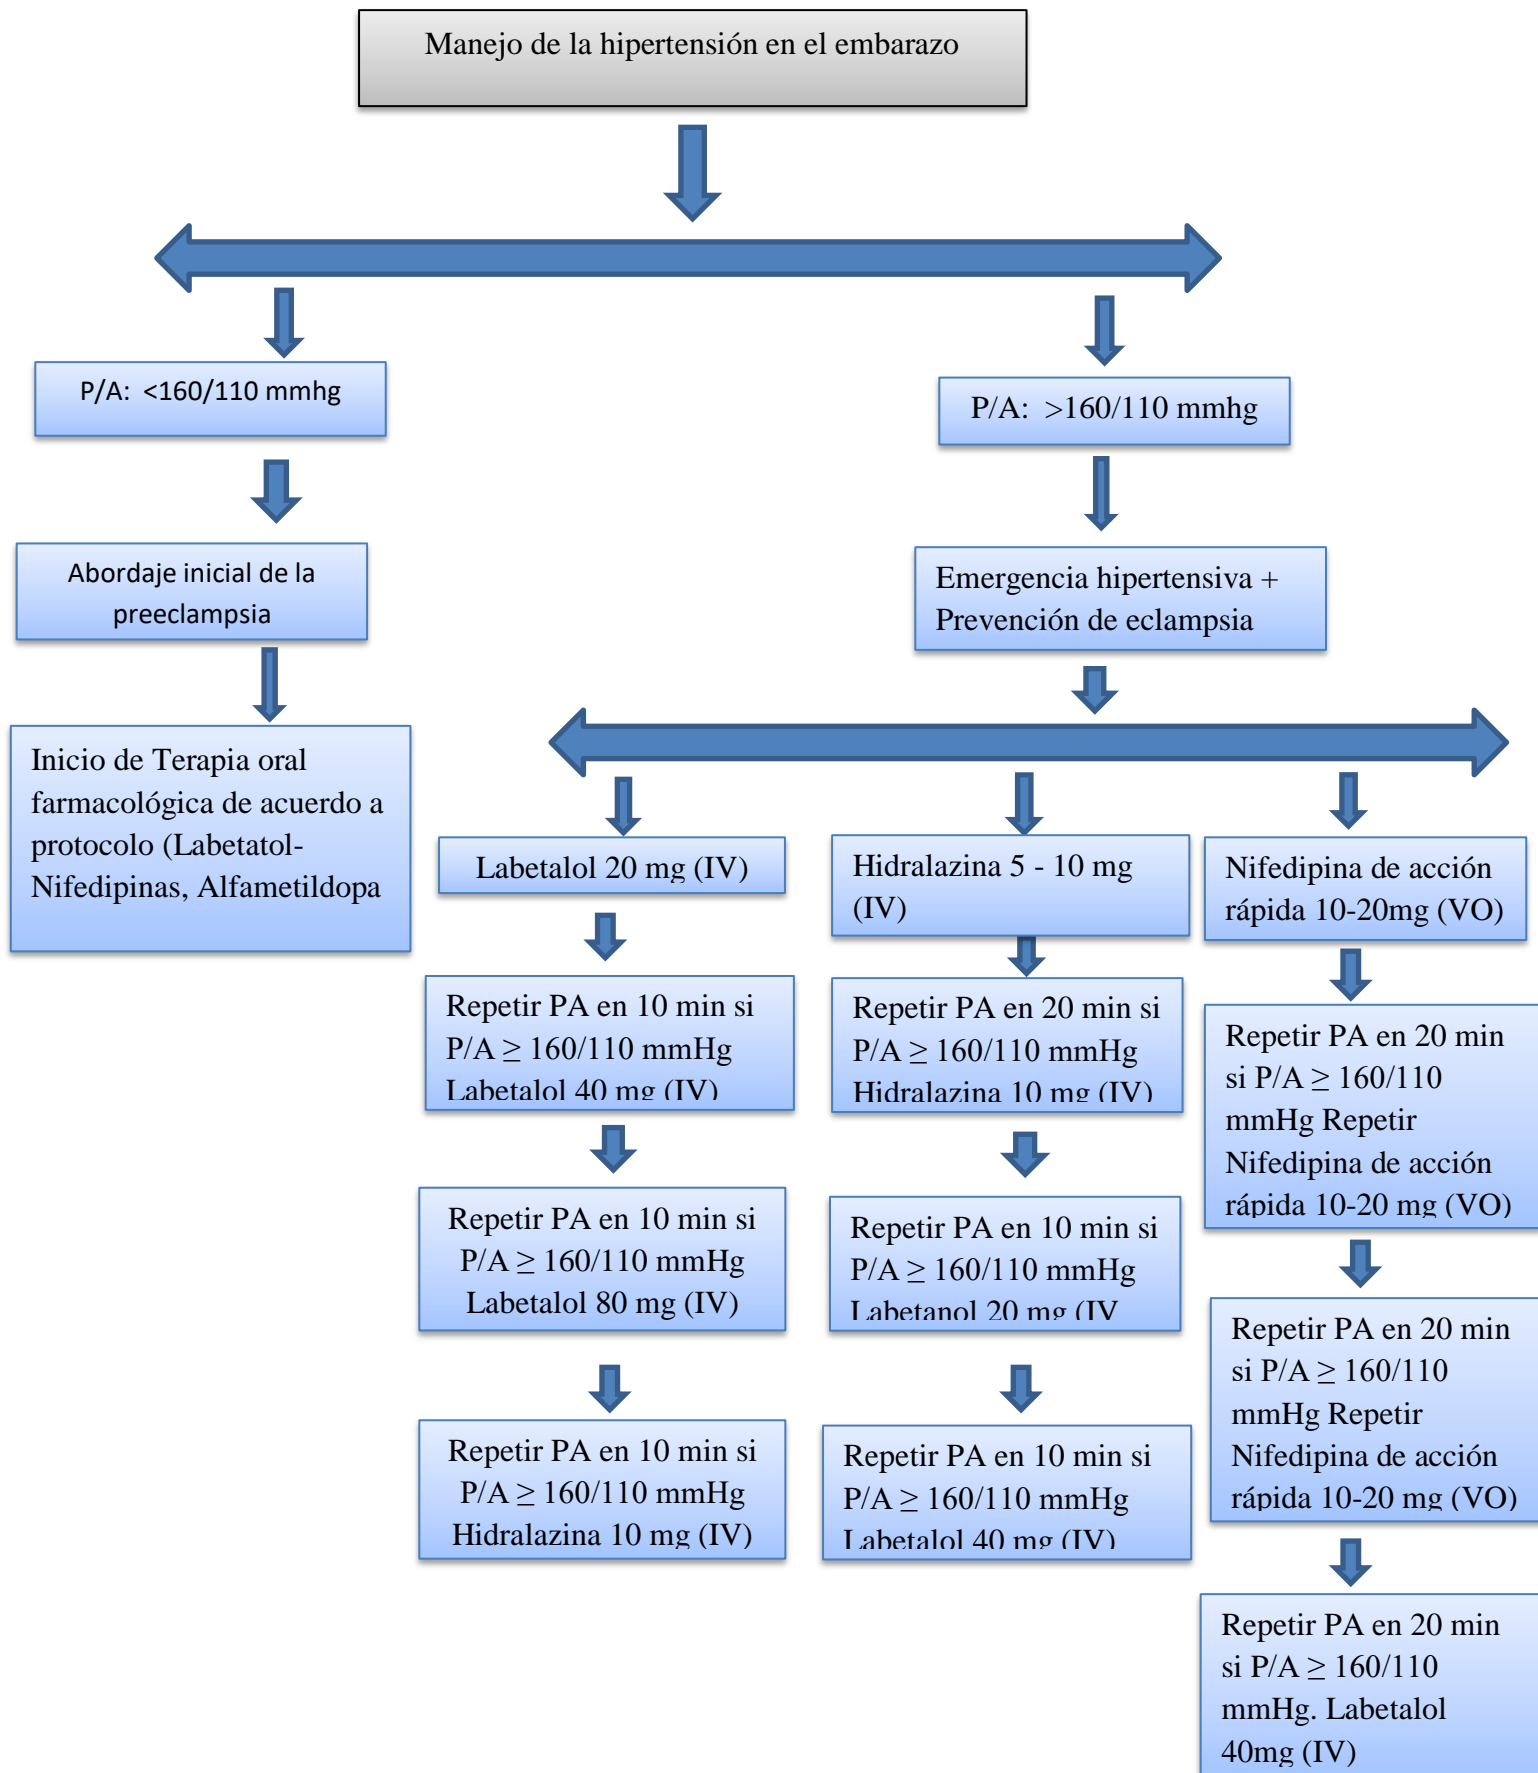 Manejo de la hipertensión en el embarazo
P/A:  <160/110 mmhg
P/A:  >160/110 mmhg
Abordaje inicial de la
preeclampsia
Emergencia hipertensiva +
Prevención de eclampsia
Inicio de Terapia oral
farmacológica de acuerdo a
protocolo (Labetatol-
Nifedipinas, Alfametildopa
Labetalol 20 mg (IV)
Repetir PA en 10 min si
P/A ≥ 160/110 mmHg
Labetalol 40 mg (IV)
Repetir PA en 10 min si
P/A ≥ 160/110 mmHg
Labetalol 80 mg (IV)
Repetir PA en 10 min si
P/A ≥ 160/110 mmHg
Hidralazina 10 mg (IV)
Hidralazina 5 - 10 mg
(IV)
Repetir PA en 20 min si
P/A ≥ 160/110 mmHg
Hidralazina 10 mg (IV)
Repetir PA en 10 min si
P/A ≥ 160/110 mmHg
Labetanol 20 mg (IV
Repetir PA en 10 min si
P/A ≥ 160/110 mmHg
Labetalol 40 mg (IV)
Nifedipina de acción
rápida 10-20mg (VO)
Repetir PA en 20 min
si P/A ≥ 160/110
mmHg Repetir
Nifedipina de acción
rápida 10-20 mg (VO)
Repetir PA en 20 min
si P/A ≥ 160/110
mmHg Repetir
Nifedipina de acción
rápida 10-20 mg (VO)
Repetir PA en 20 min
si P/A ≥ 160/110
mmHg. Labetalol
40mg (IV)